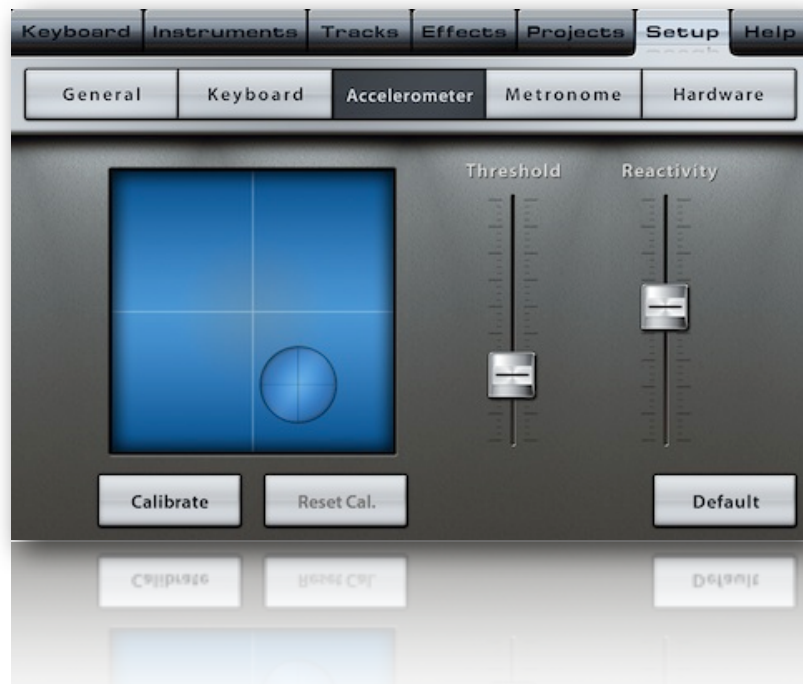 Keyboard Instruments Tracks Effects Projects Setup Help
General Keyboard Accelerometer Metronome Hardware
Threshold Reactivity
Calibrate Reset Cal. Default